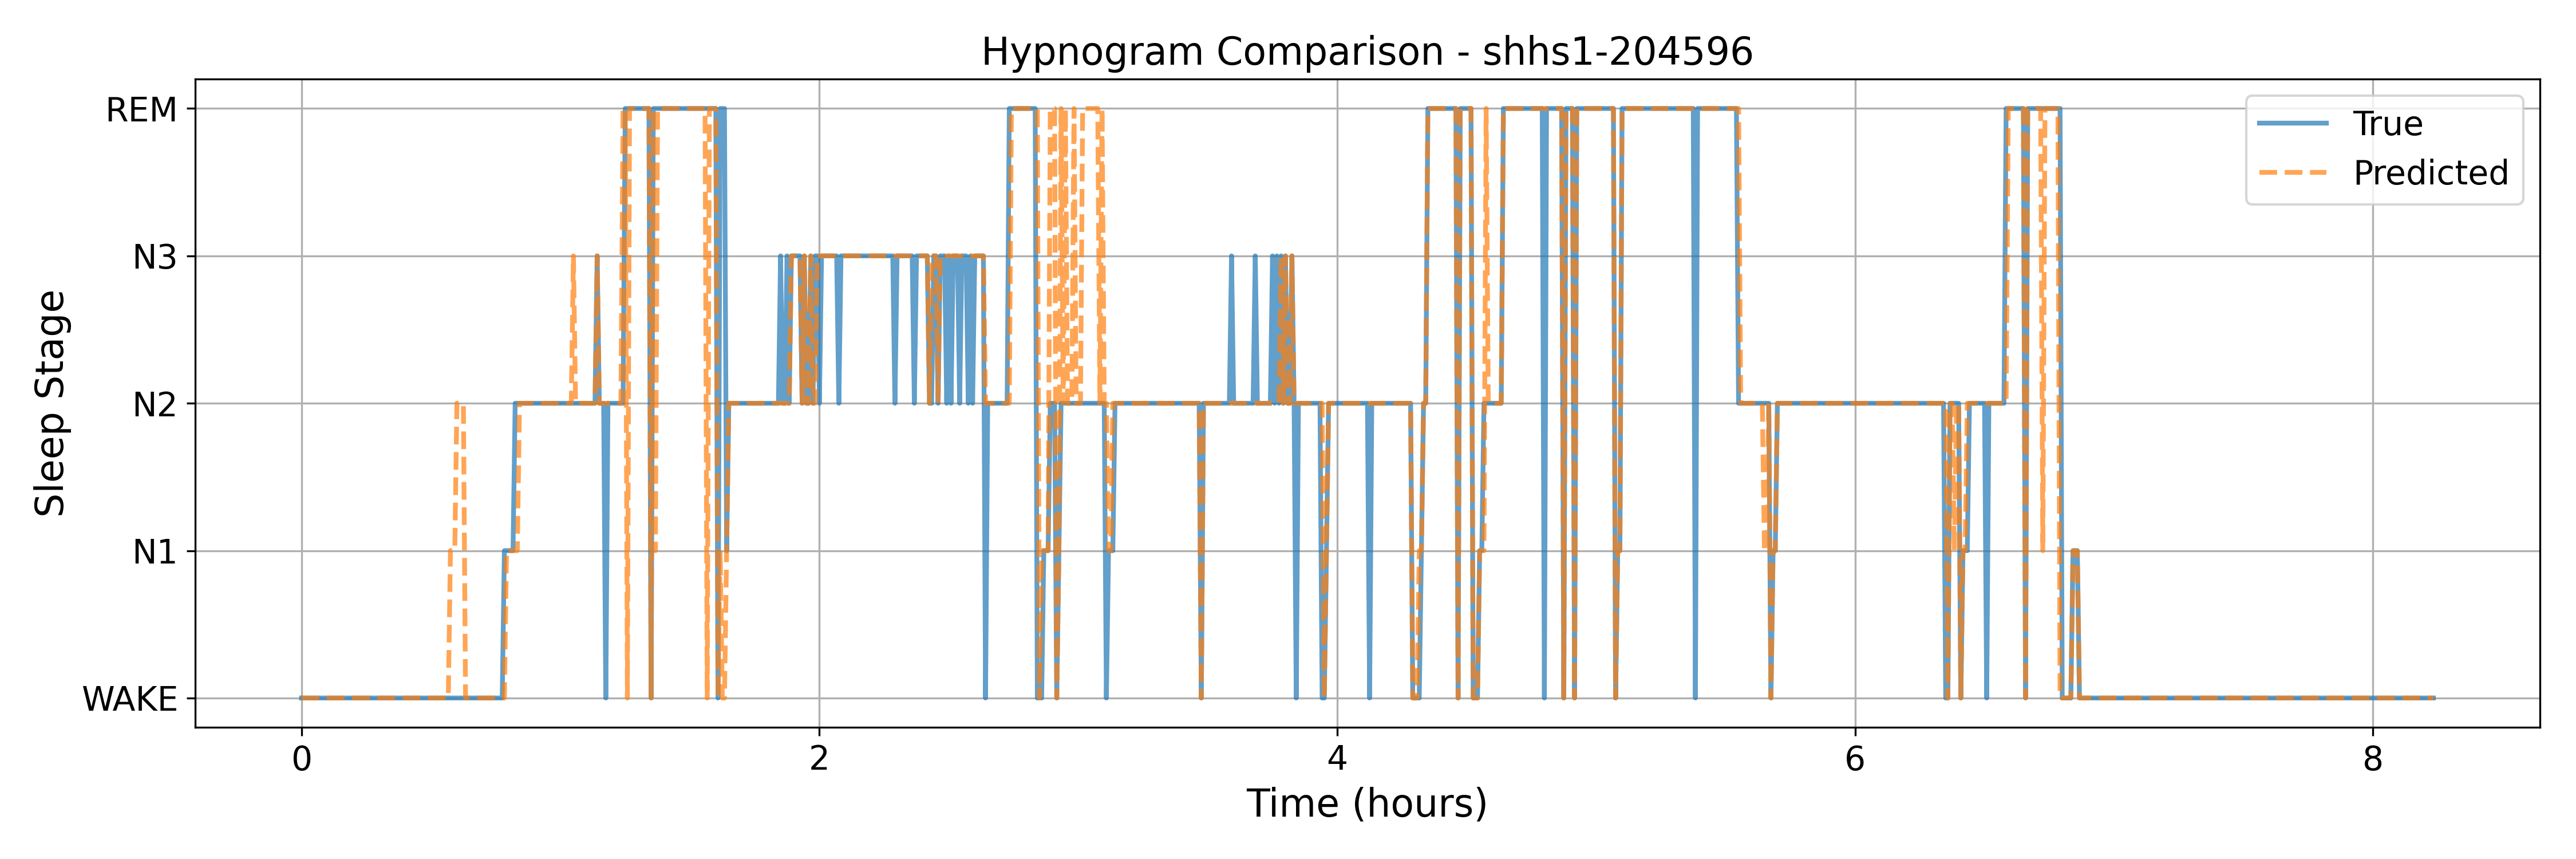 Hypnogram Comparison - shhs1-204596
REM
N3
N2
N1
WAKE
Sleep Stage
True
Predicted
0 2 4 6 8
Time (hours)